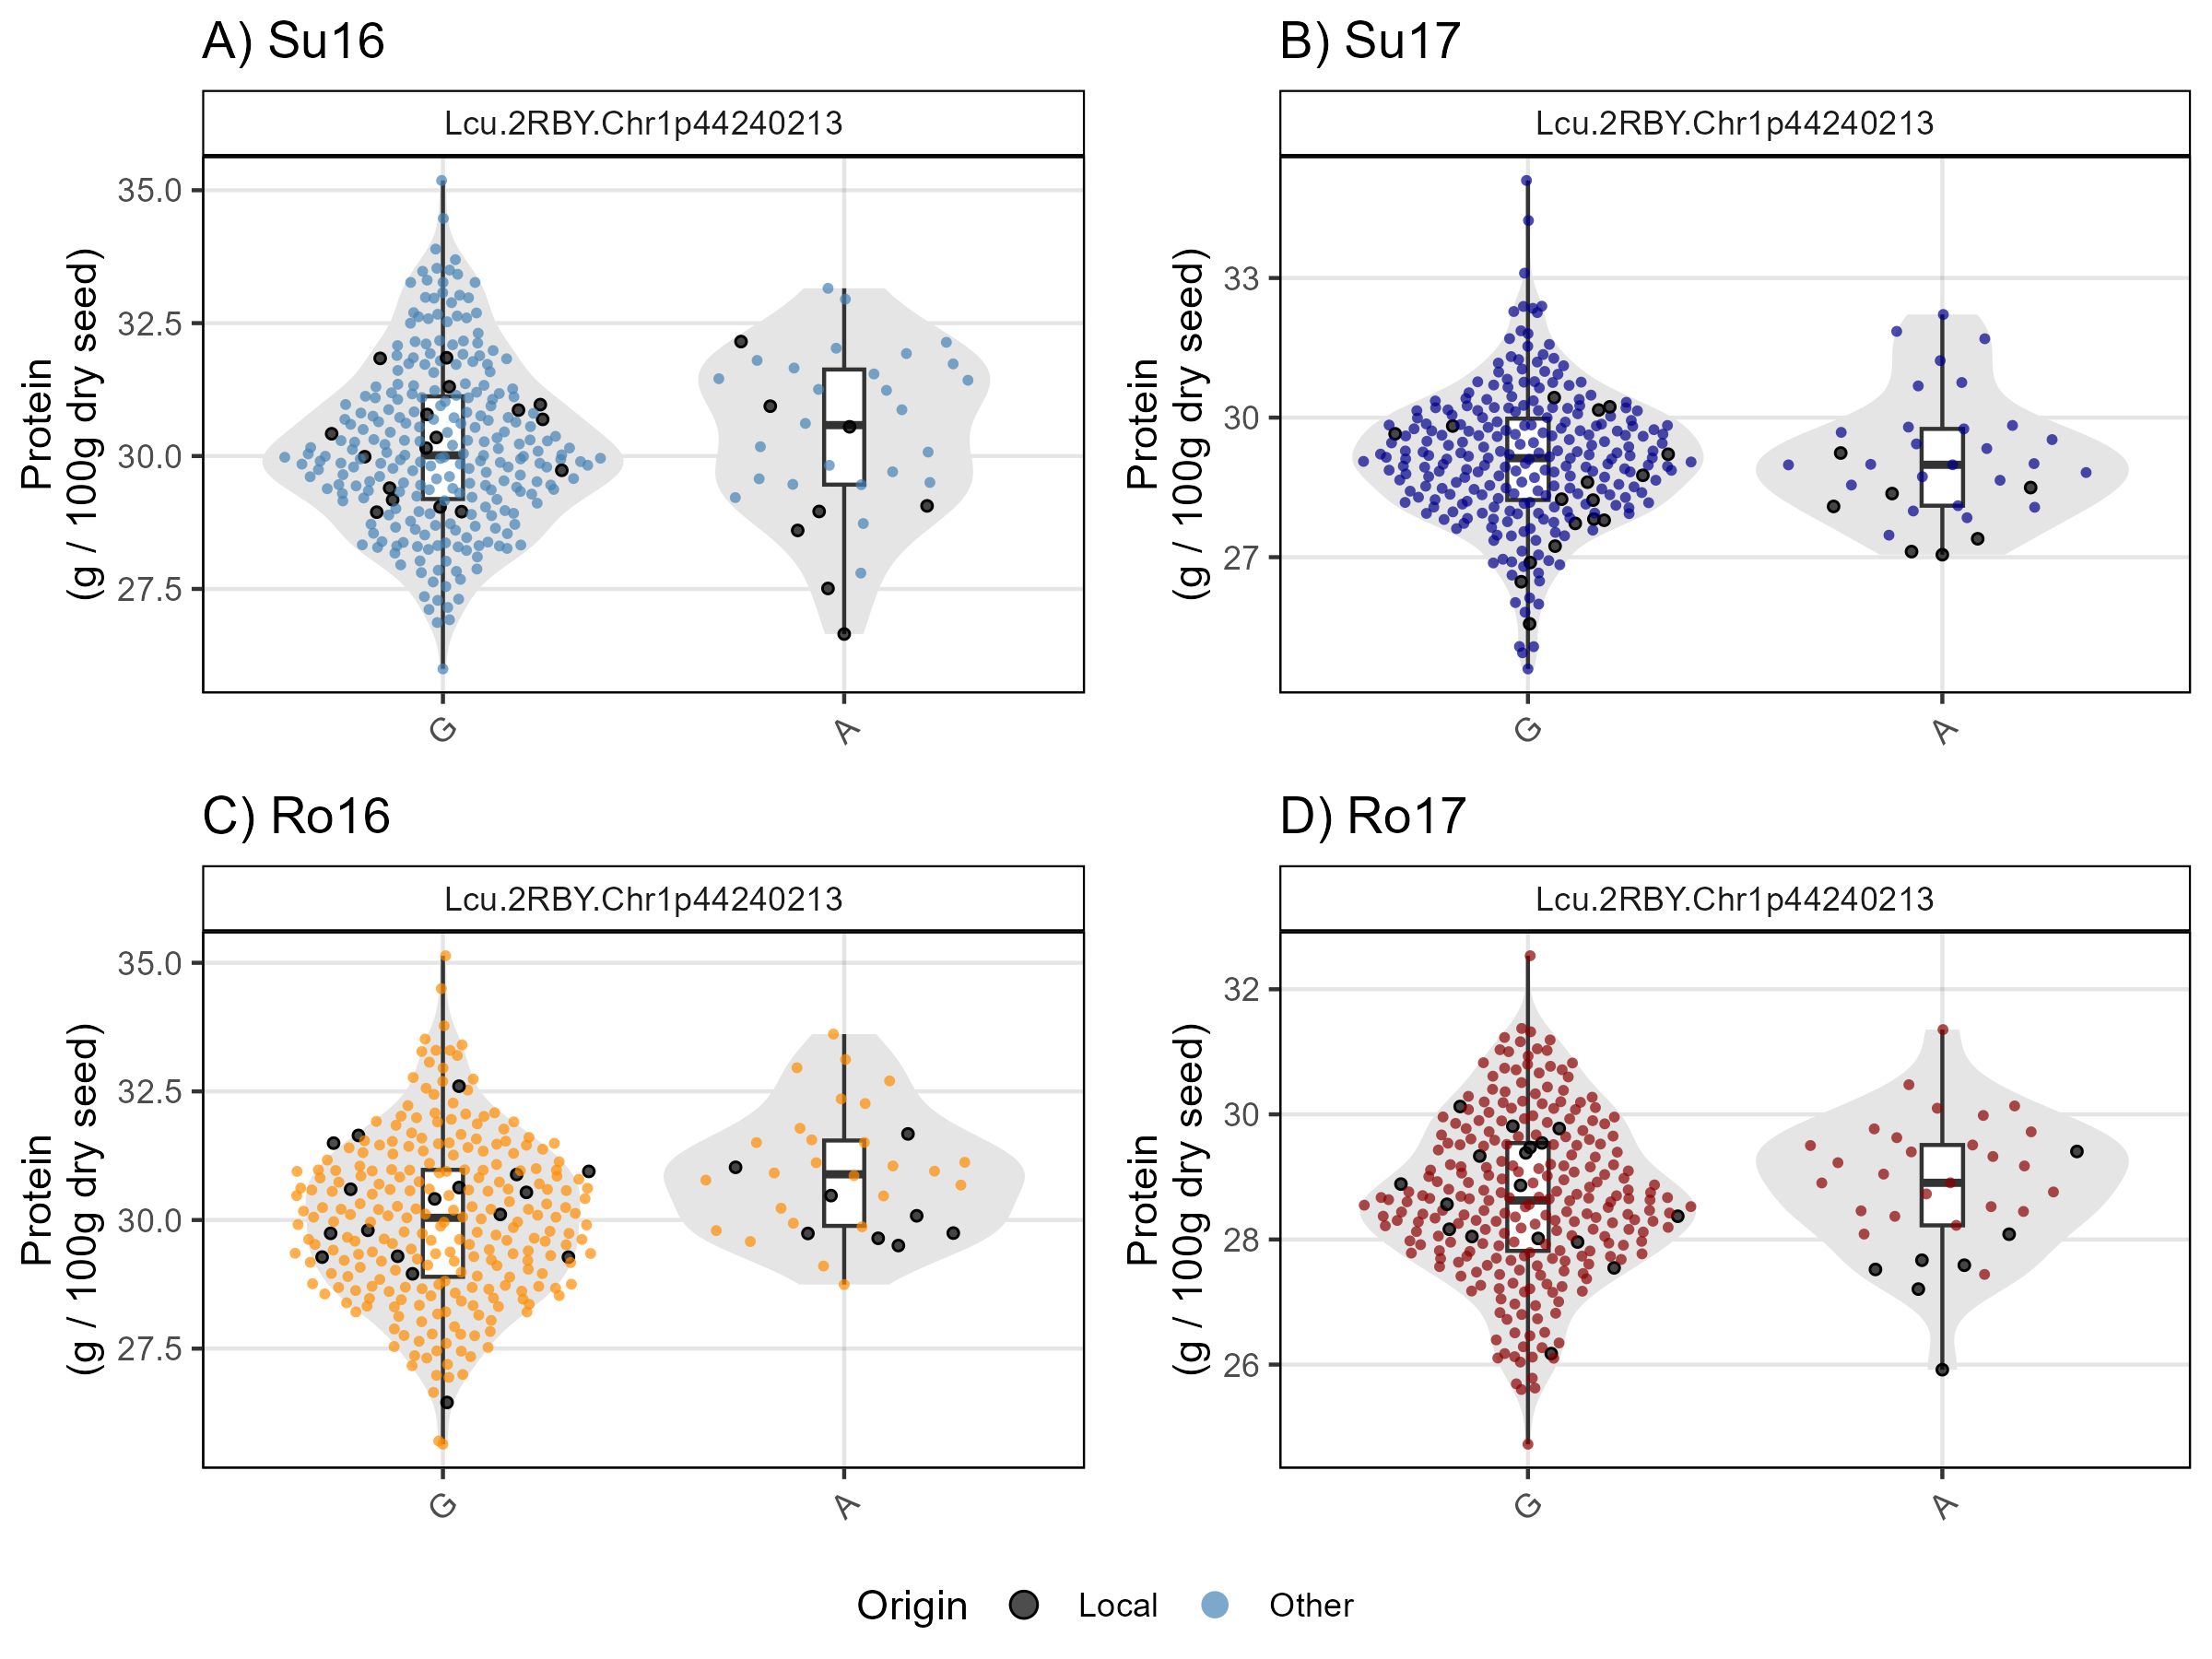 A) Su16
Lcu.2RBY.Chr1p44240213
Protein
(g / 100g dry seed)
35.0
32.5
30.0
27.5
G
A
B) Su17
Lcu.2RBY.Chr1p44240213
Protein
(g / 100g dry seed)
33
30
27
G
A
C) Ro16
Lcu.2RBY.Chr1p44240213
Protein
(g / 100g dry seed)
35.0
32.5
30.0
27.5
G
A
D) Ro17
Lcu.2RBY.Chr1p44240213
Protein
(g / 100g dry seed)
32
30
28
26
G
A
Origin Local Other